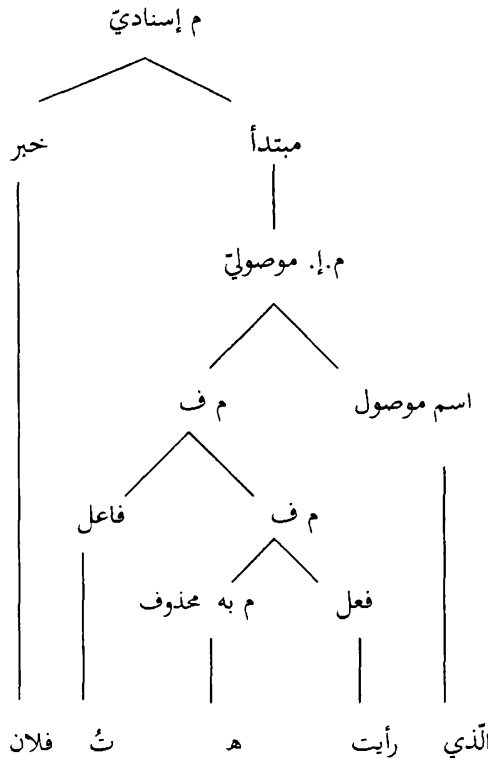 م إسناديّ
مبتدأ خبر
م.إ. موصوليّ
اسم موصول م ف
م ف فاعل
فعل م به محذوف
الّذي رأيت ه تُ فلان